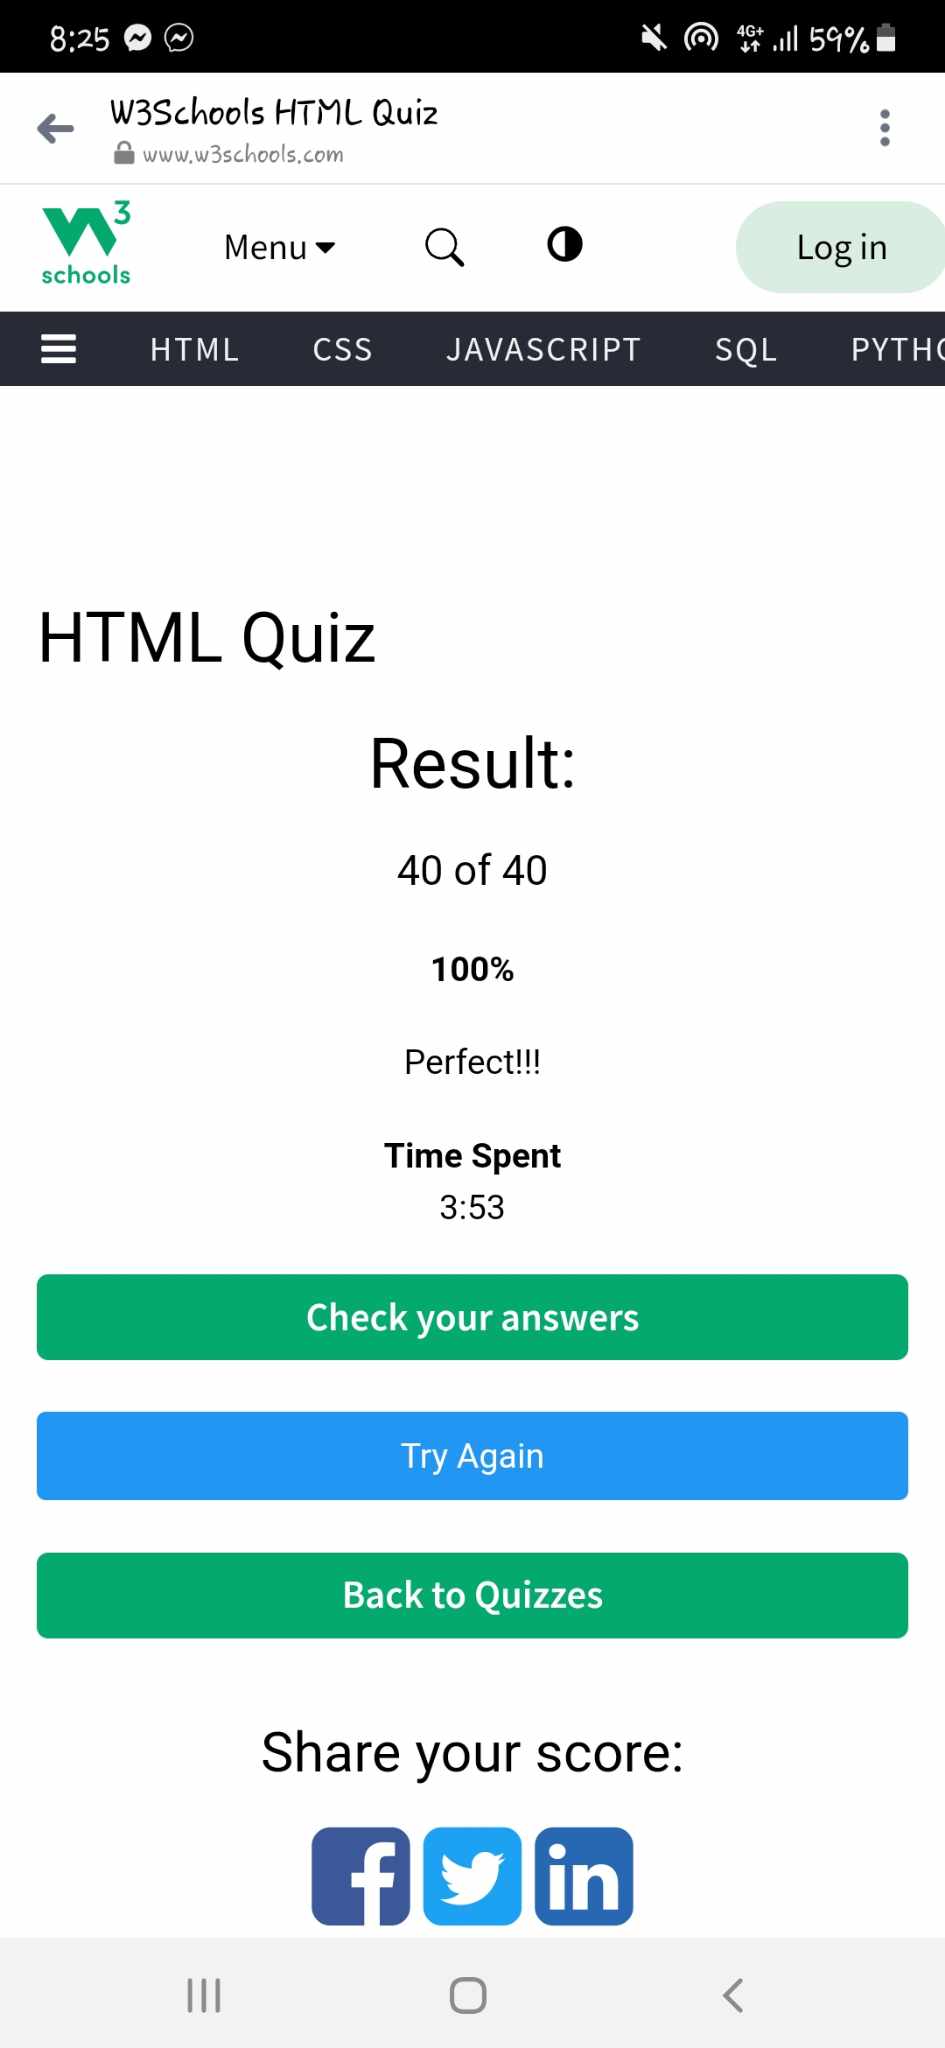 8:25 4G+ 59%
W3Schools HTML Quiz
www.w3schools.com
W3 schools Menu Log in
HTML CSS JAVASCRIPT SQL PYTHO
HTML Quiz
Result:
40 of 40
100%
Perfect!!!
Time Spent
3:53
Check your answers
Try Again
Back to Quizzes
Share your score:
f in